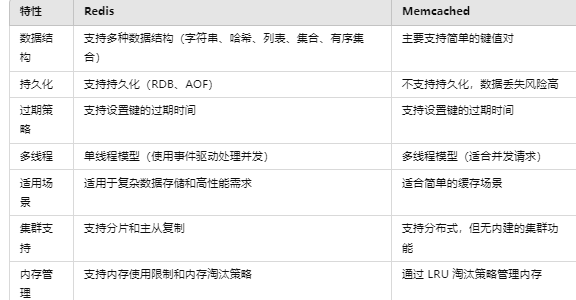 特性 Redis Memcached
数据结 支持多种数据结构（字符串、哈希、列表、集合、有序集 主要支持简单的键值对
构 合）
持久化 支持持久化（RDB、AOF） 不支持持久化，数据丢失风险高
过期策 支持设置键的过期时间 支持设置键的过期时间
略
多线程 单线程模型（使用事件驱动处理并发） 多线程模型（适合并发请求）
适用场 适用于复杂数据存储和高性能需求 适合简单的缓存场景
景
集群支 支持分片和主从复制 支持分布式，但无内建的集群功
持 能
内存管 支持内存使用限制和内存淘汰策略 通过 LRU 淘汰策略管理内存
理